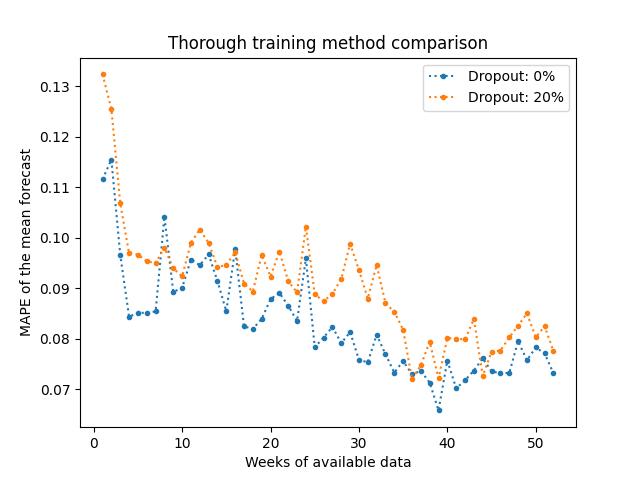 Thorough training method comparison
Dropout: 0%
Dropout: 20%
MAPE of the mean forecast
0.13
0.12
0.11
0.10
0.09
0.08
0.07
0 10 20 30 40 50
Weeks of available data